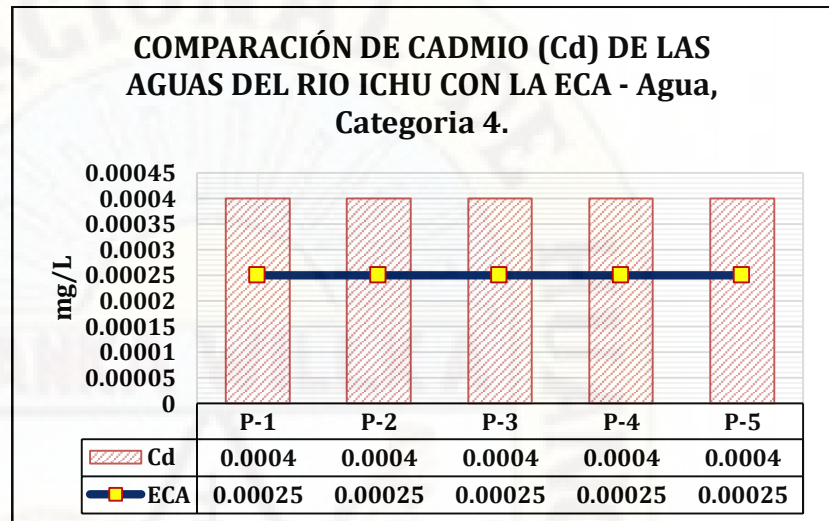 COMPARACIÓN DE CADMIO (Cd) DE LAS
AGUAS DEL RIO ICHU CON LA ECA - Agua,
Categoria 4.
mg/L
0.00045
0.0004
0.00035
0.0003
0.00025
0.0002
0.00015
0.0001
0.00005
0
P-1 P-2 P-3 P-4 P-5
Cd 0.0004 0.0004 0.0004 0.0004 0.0004
ECA 0.00025 0.00025 0.00025 0.00025 0.00025